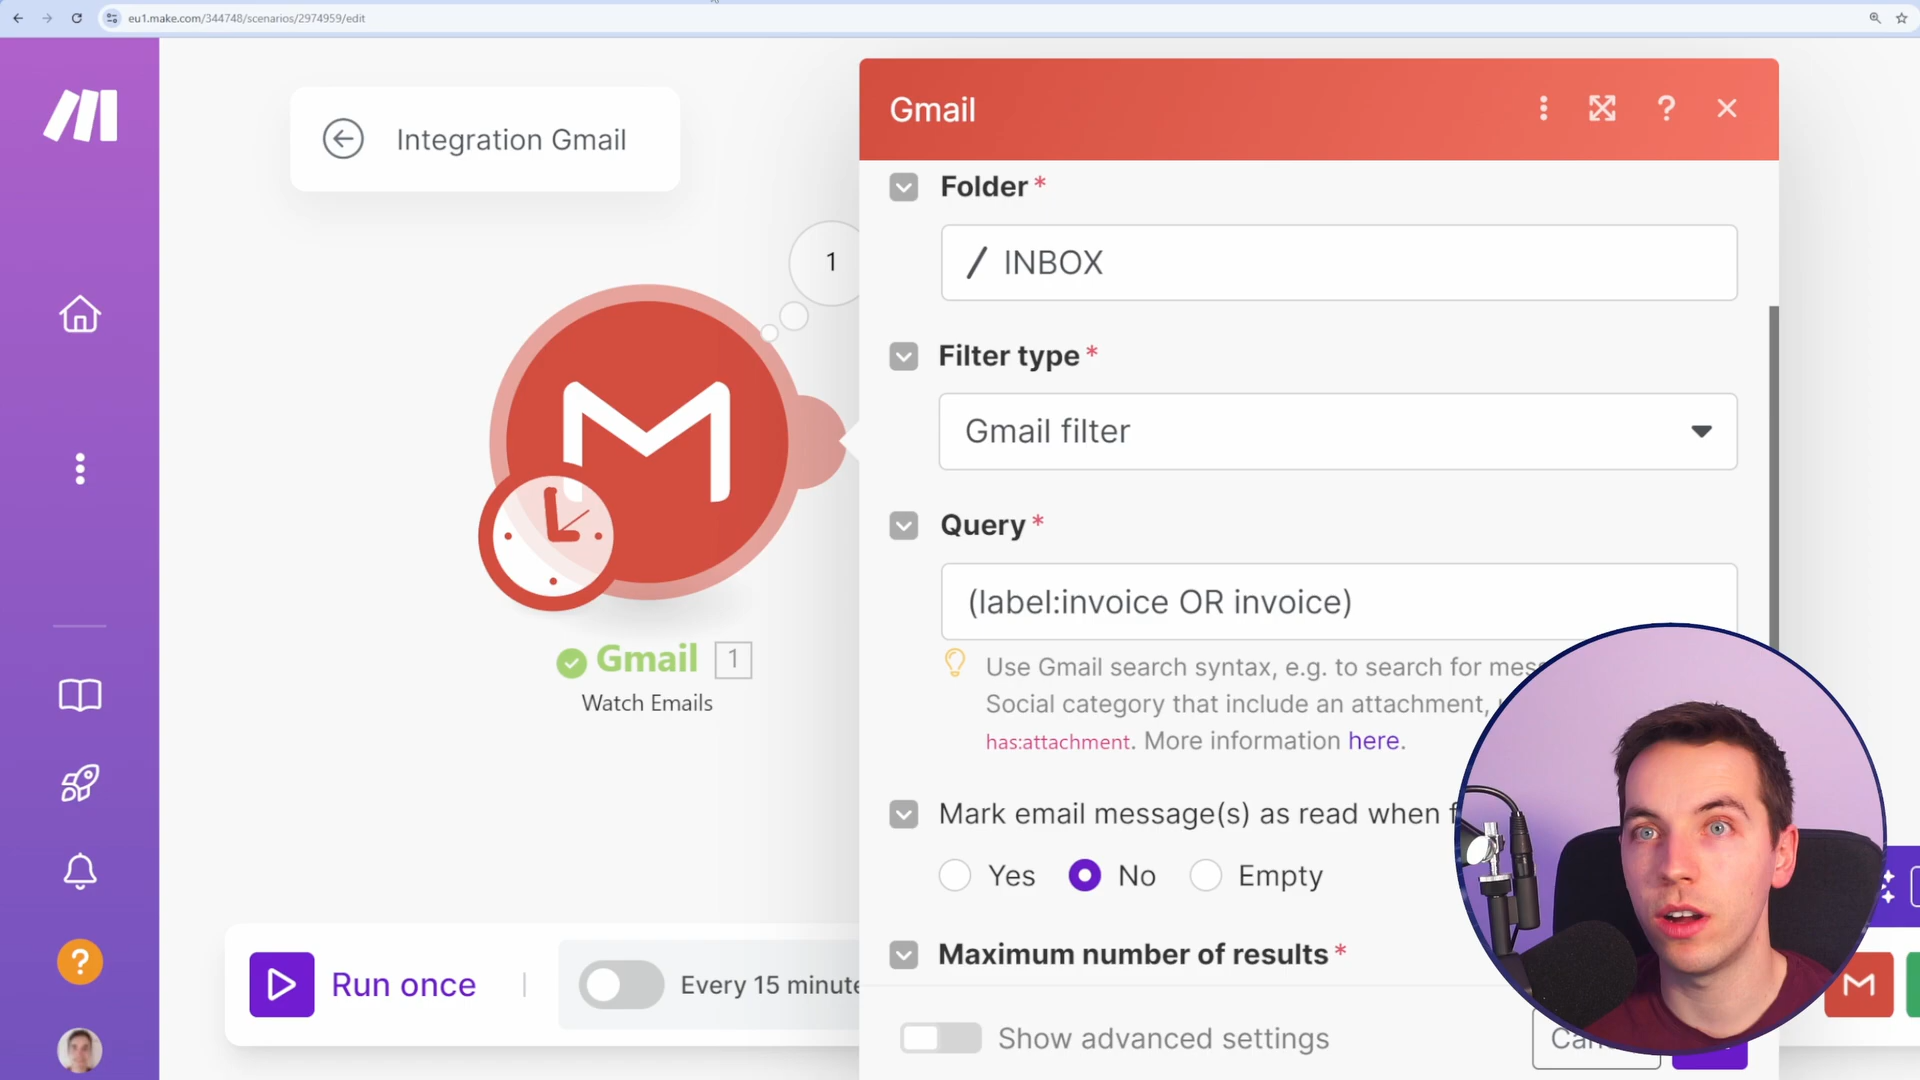 eu1.make.com/344748/scenarios/2974959/edit
Integration Gmail
1
Gmail 1
Watch Emails
Run once
Every 15 minute
Gmail
Folder *
/ INBOX
Filter type *
Gmail filter
Query *
(label:invoice OR invoice)
Use Gmail search syntax, e.g. to search for mes
Social category that include an attachment,
has:attachment. More information here.
Mark email message(s) as read when f
Yes No Empty
Maximum number of results *
Show advanced settings